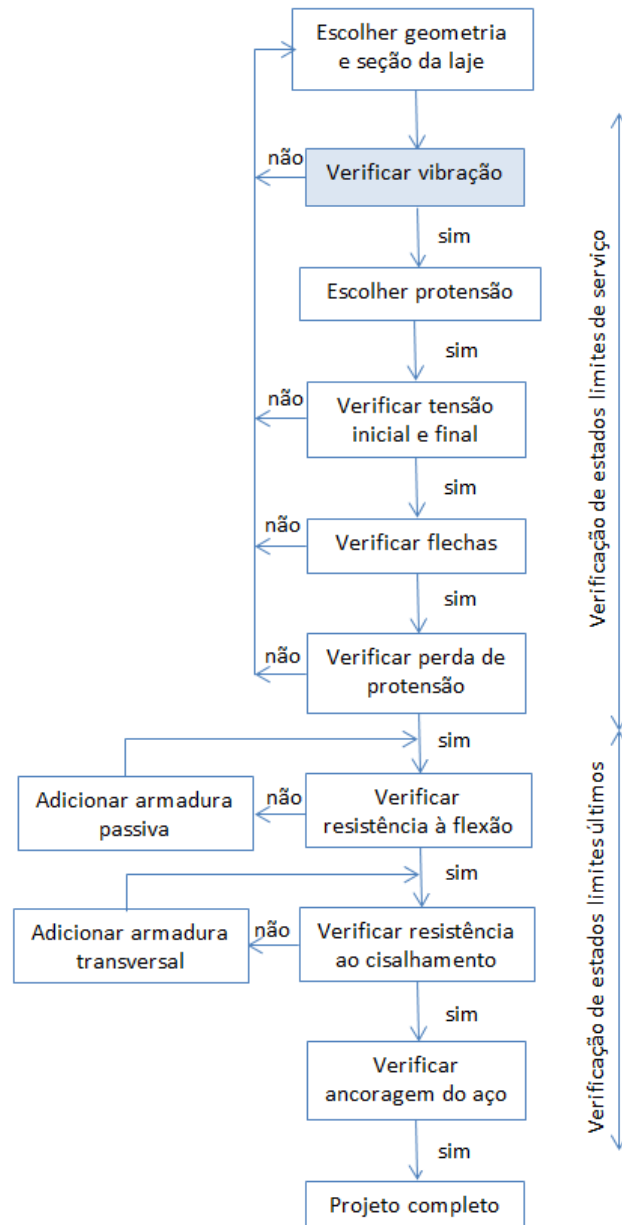 Escolher geometria
e seção da laje
não
Verificar vibração
sim
Escolher protensão
sim
não
Verificar tensão
inicial e final
sim
não
Verificar flechas
sim
não
Verificar perda de
protensão
sim
Adicionar armadura
passiva
não
Verificar
resistência à flexão
sim
Adicionar armadura
transversal
não
Verificar resistência
ao cisalhamento
sim
Verificar
ancoragem do aço
sim
Projeto completo
Verificação de estados limites de serviço
Verificação de estados limites últimos